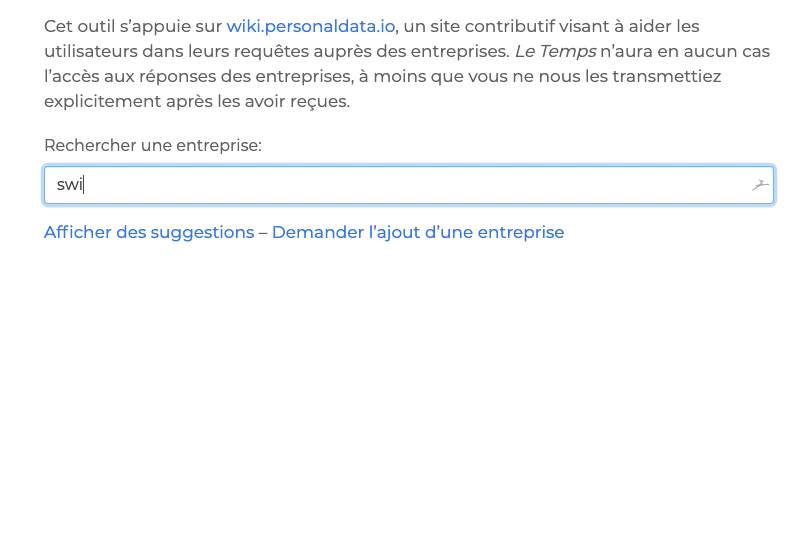 Cet outil s’appuie sur wiki.personaldata.io, un site contributif visant à aider les
utilisateurs dans leurs requêtes auprès des entreprises. Le Temps n’aura en aucun cas
l’accès aux réponses des entreprises, à moins que vous ne nous les transmettiez
explicitement après les avoir reçues.
Rechercher une entreprise:
swi
Afficher des suggestions – Demander l’ajout d’une entreprise